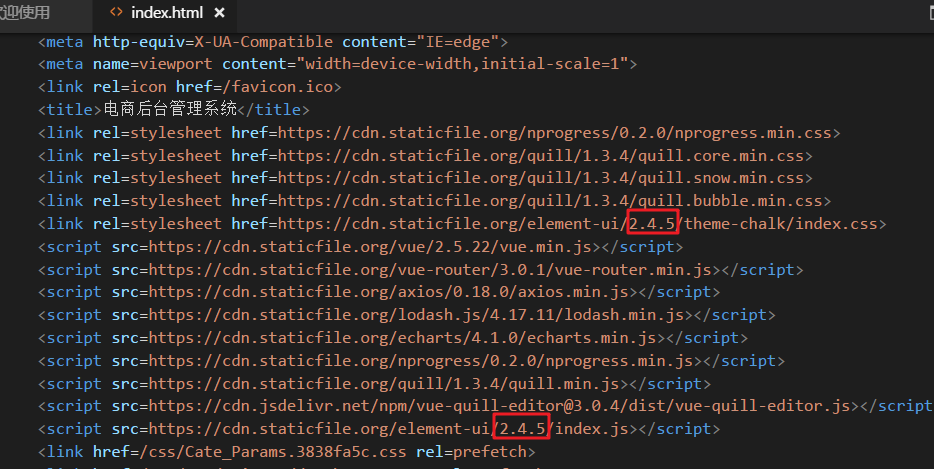 欢迎使用 <> index.html ×
<meta http-equiv=X-UA-Compatible content="IE=edge">
<meta name=viewport content="width=device-width,initial-scale=1">
<link rel=icon href=/favicon.ico>
<title>电商后台管理系统</title>
<link rel=stylesheet href=https://cdn.staticfile.org/nprogress/0.2.0/nprogress.min.css>
<link rel=stylesheet href=https://cdn.staticfile.org/quill/1.3.4/quill.core.min.css>
<link rel=stylesheet href=https://cdn.staticfile.org/quill/1.3.4/quill.snow.min.css>
<link rel=stylesheet href=https://cdn.staticfile.org/quill/1.3.4/quill.bubble.min.css>
<link rel=stylesheet href=https://cdn.staticfile.org/element-ui/2.4.5/theme-chalk/index.css>
<script src=https://cdn.staticfile.org/vue/2.5.22/vue.min.js></script>
<script src=https://cdn.staticfile.org/vue-router/3.0.1/vue-router.min.js></script>
<script src=https://cdn.staticfile.org/axios/0.18.0/axios.min.js></script>
<script src=https://cdn.staticfile.org/lodash.js/4.17.11/lodash.min.js></script>
<script src=https://cdn.staticfile.org/echarts/4.1.0/echarts.min.js></script>
<script src=https://cdn.staticfile.org/nprogress/0.2.0/nprogress.min.js></script>
<script src=https://cdn.staticfile.org/quill/1.3.4/quill.min.js></script>
<script src=https://cdn.jsdelivr.net/npm/vue-quill-editor@3.0.4/dist/vue-quill-editor.js></script
<script src=https://cdn.staticfile.org/element-ui/2.4.5/index.js></script>
<link href=/css/Cate_Params.3838fa5c.css rel=prefetch>